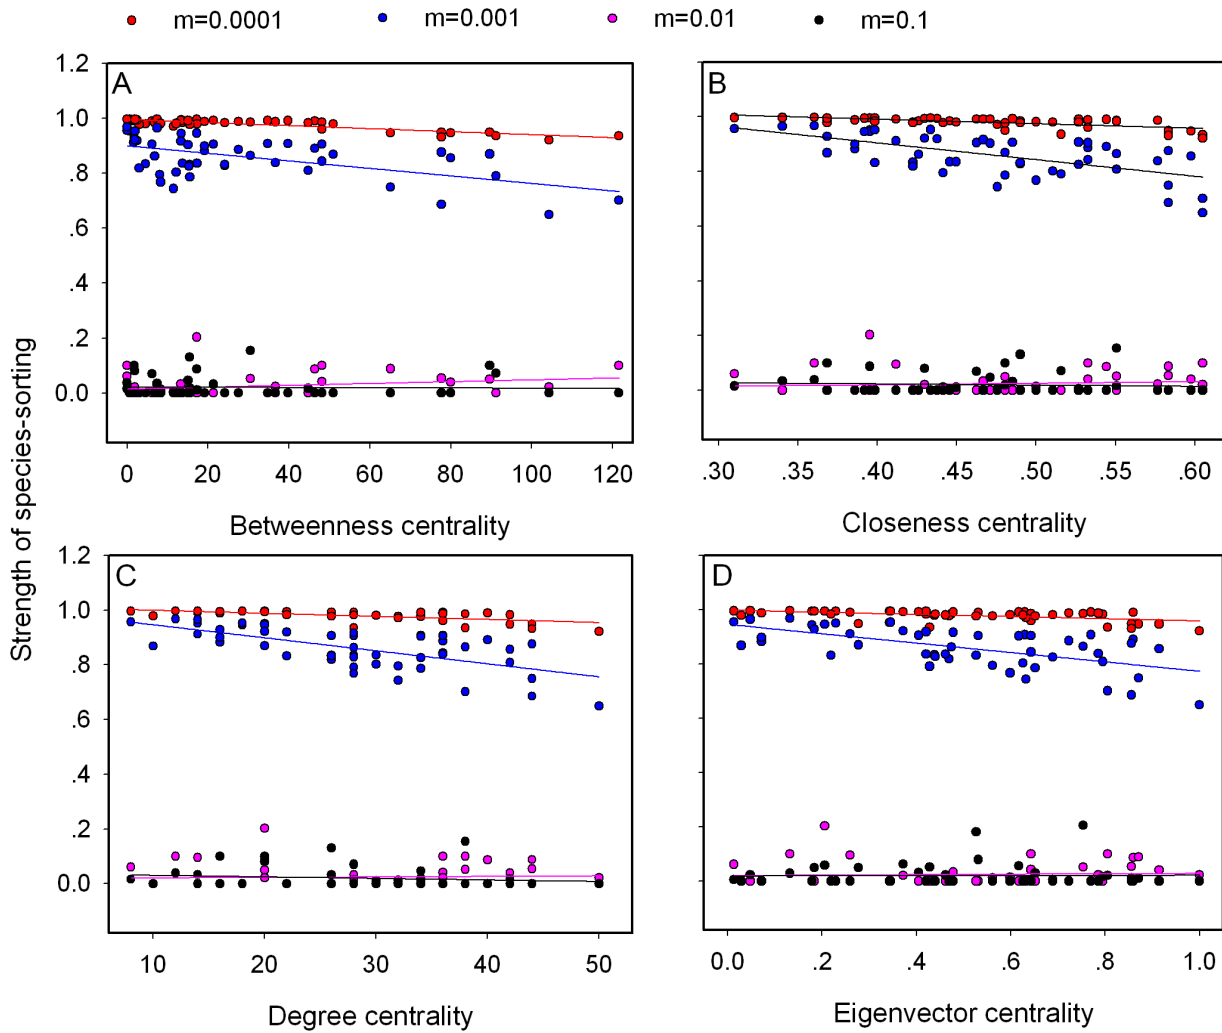 m=0.0001 m=0.001 m=0.01 m=0.1
Strength of species-sorting
A
1.2
1.0
.8
.6
.4
.2
0.0
0 20 40 60 80 100 120
Betweenness centrality
B
.30 .35 .40 .45 .50 .55 .60
Closeness centrality
C
1.2
1.0
.8
.6
.4
.2
0.0
10 20 30 40 50
Degree centrality
D
0.0 .2 .4 .6 .8 1.0
Eigenvector centrality